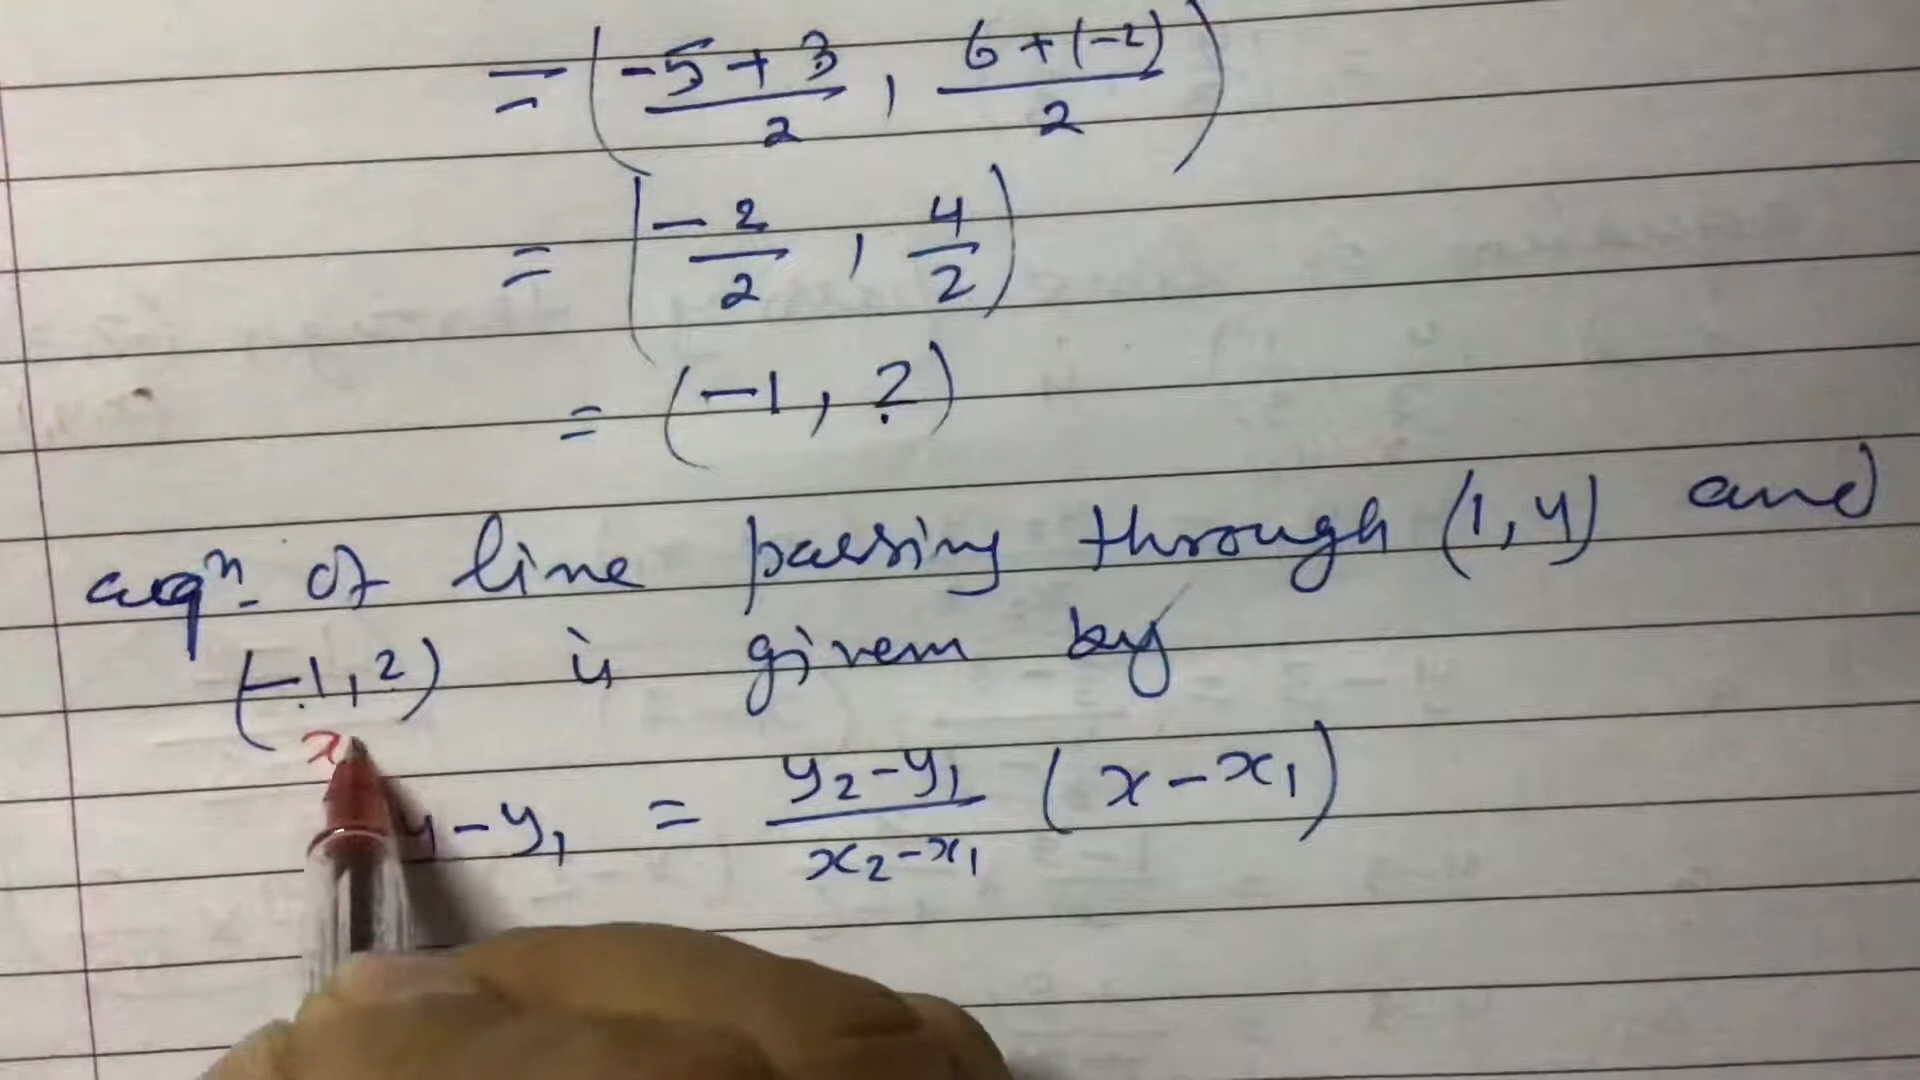 = (-5+3/2, 6+(-2)/2)
= (-2/2, 4/2)
= (-1, 2)
eqn. of line passing through (1, 4) and
(-1, 2) is given by
x
y-y₁ = y₂-y₁/x₂-x₁ (x-x₁)